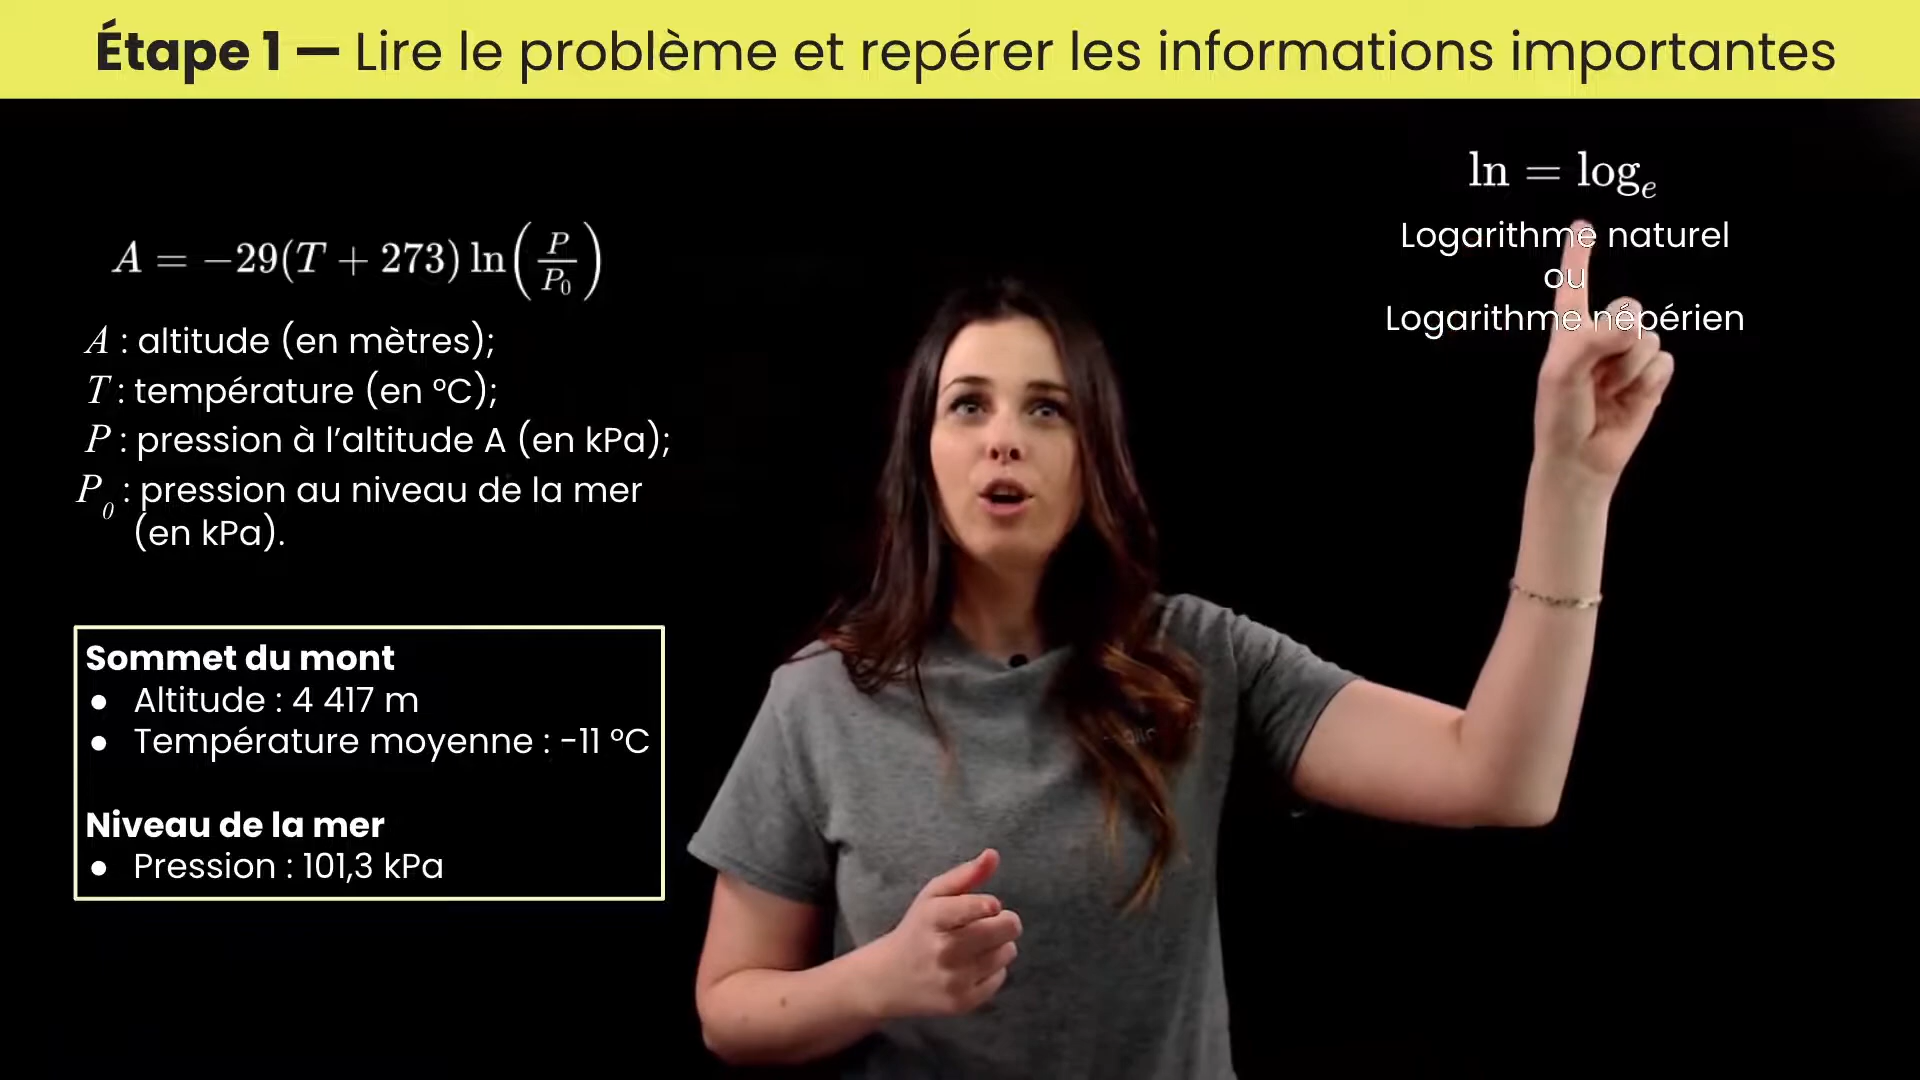 Étape 1 — Lire le problème et repérer les informations importantes
A = −29(T + 273) ln(P/P₀)
A : altitude (en mètres);
T : température (en °C);
P : pression à l’altitude A (en kPa);
P₀ : pression au niveau de la mer
(en kPa).
Sommet du mont
● Altitude : 4 417 m
● Température moyenne : -11 °C
Niveau de la mer
● Pression : 101,3 kPa
ln = logₑ
Logarithme naturel
ou
Logarithme népérien